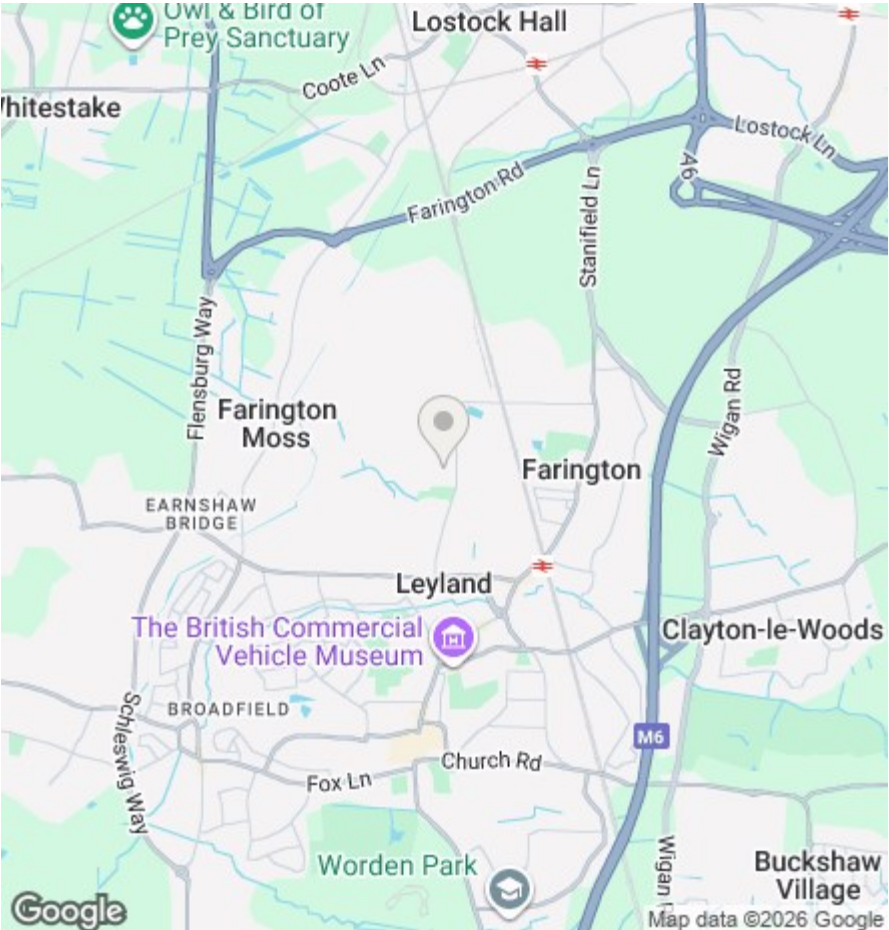 Owl & Bird of
Prey Sanctuary
Lostock Hall
Coote Ln
Whitestake
Lostock Ln
A6
Farington Rd
Stanifield Ln
Flensburg Way
Wigan Rd
Farington
Moss
Farington
EARNSHAW
BRIDGE
Leyland
The British Commercial
Vehicle Museum
Clayton-le-Woods
BROADFIELD
Schleswig Way
M6
Church Rd
Fox Ln
Worden Park
Wigan
Buckshaw
Village
Google
Map data ©2026 Google